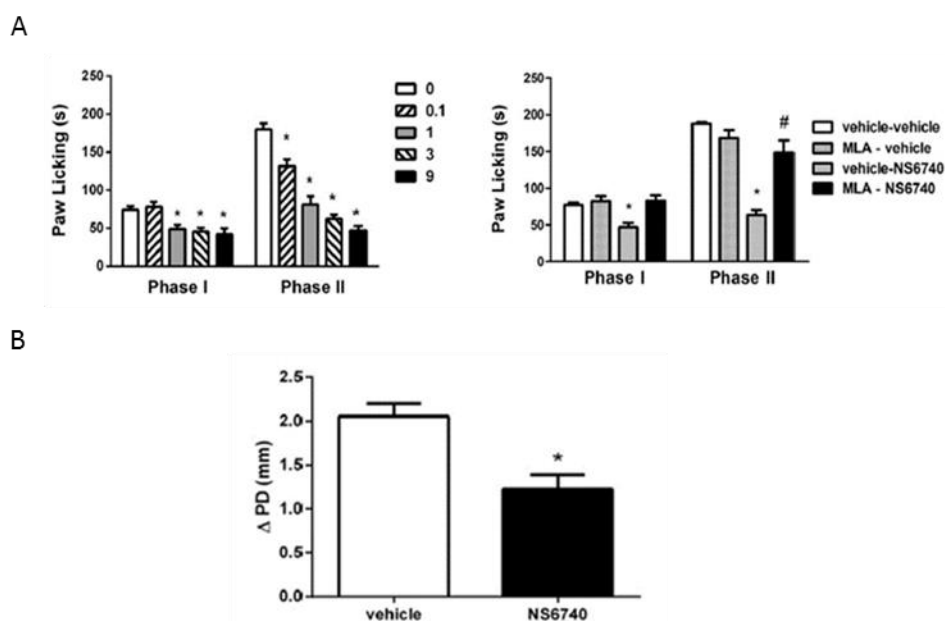 A
Paw Licking (s)
250
200
150
100
50
0
*
*
*
*
*
*
*
Phase I
Phase II
0
0.1
1
3
9
Paw Licking (s)
250
200
150
100
50
0
*
*
#
Phase I
Phase II
vehicle-vehicle
MLA - vehicle
vehicle-NS6740
MLA - NS6740
B
Δ PD (mm)
2.5
2.0
1.5
1.0
0.5
0.0
*
vehicle
NS6740